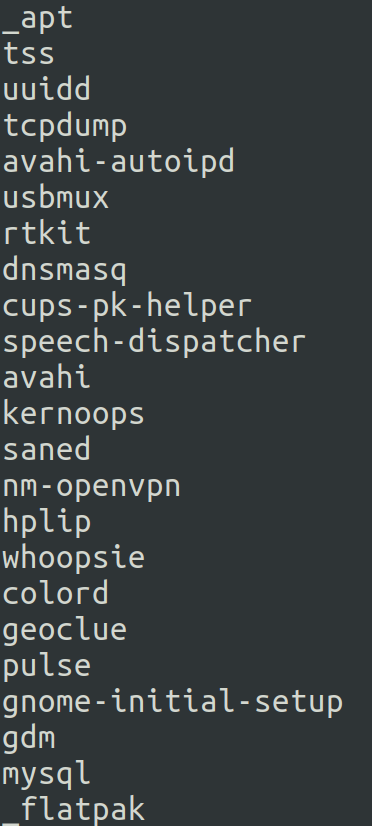 _apt
tss
uuidd
tcpdump
avahi-autoipd
usbmux
rtkit
dnsmasq
cups-pk-helper
speech-dispatcher
avahi
kernoops
saned
nm-openvpn
hplip
whoopsie
colord
geoclue
pulse
gnome-initial-setup
gdm
mysql
_flatpak